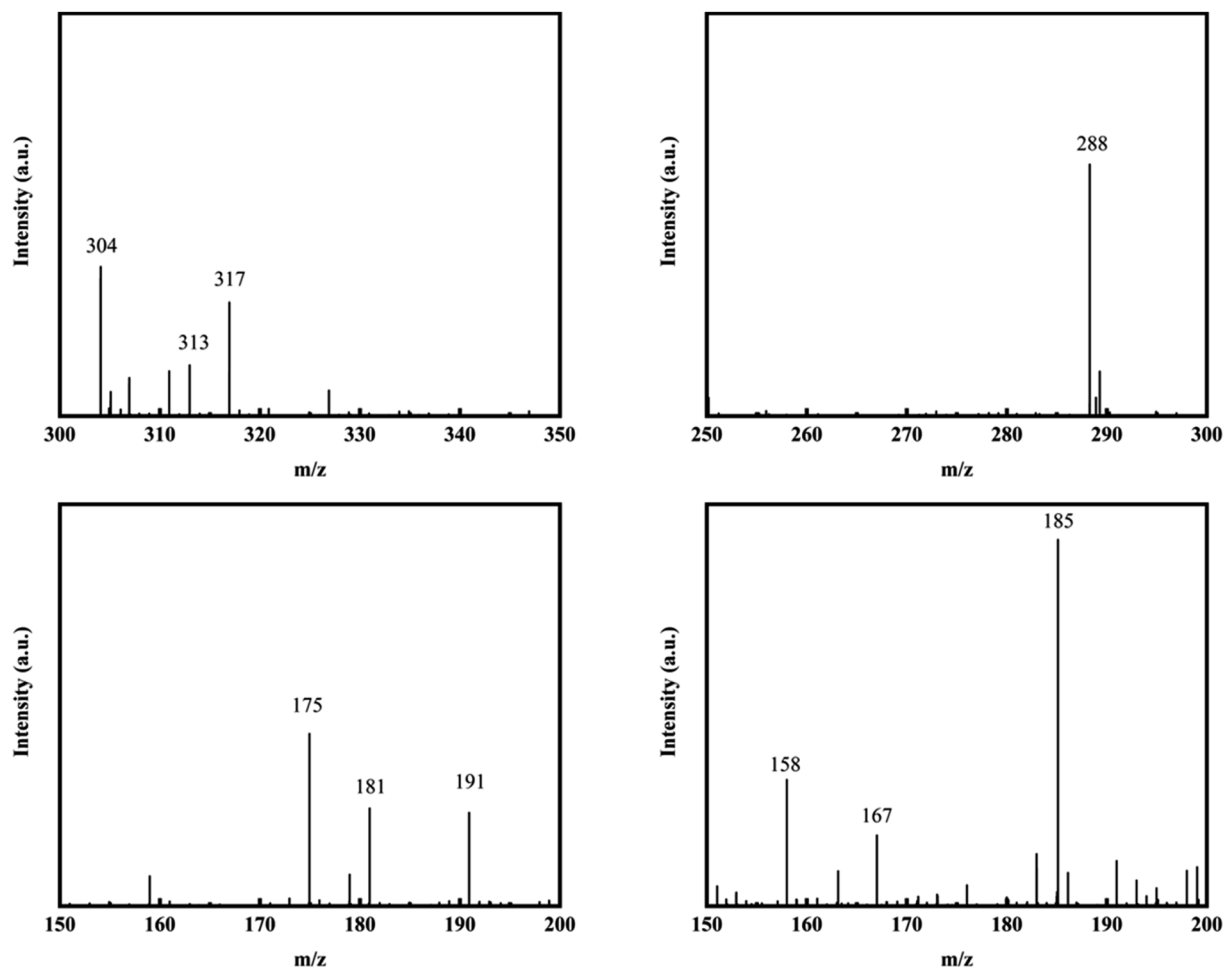 Intensity (a.u.)
304
313
317
300 310 320 330 340 350
m/z
Intensity (a.u.)
288
250 260 270 280 290 300
m/z
Intensity (a.u.)
175
181
191
150 160 170 180 190 200
m/z
Intensity (a.u.)
158
167
185
150 160 170 180 190 200
m/z